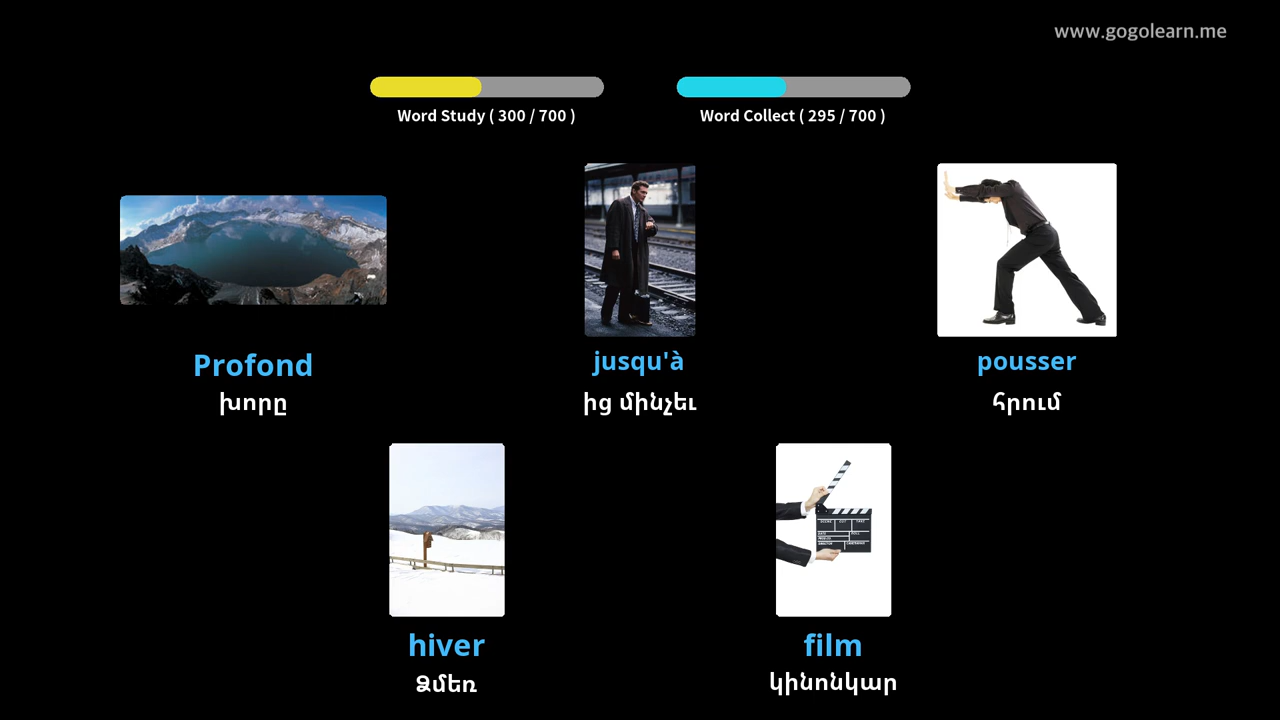 www.gogolearn.me
Word Study ( 300 / 700 )
Word Collect ( 295 / 700 )
Profond
խորը
jusqu'à
ից մինչեւ
pousser
հրում
hiver
Ձմեռ
film
կինոնկար